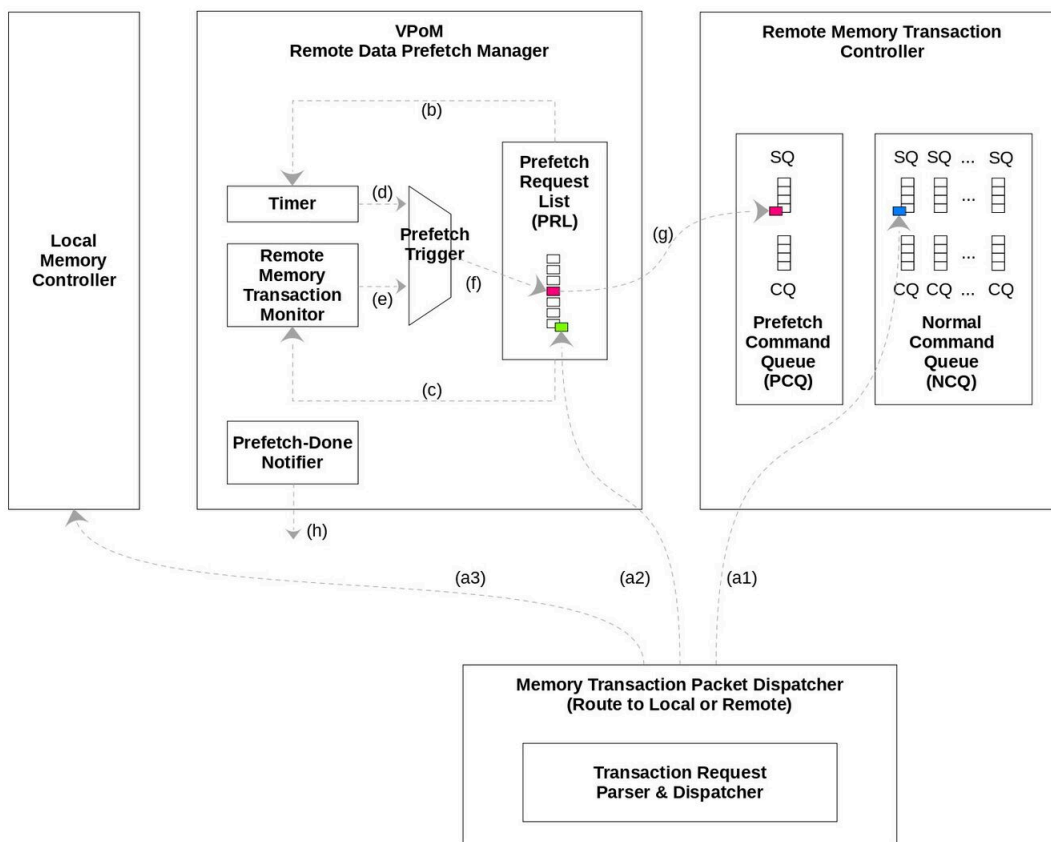 VPoM
Remote Data Prefetch Manager
Remote Memory Transaction
Controller
Local
Memory
Controller
(b)
Timer
(d)
Remote
Memory
Transaction
Monitor
(e)
Prefetch
Trigger
(f)
Prefetch
Request
List
(PRL)
(c)
Prefetch-Done
Notifier
(h)
(g)
SQ
CQ
Prefetch
Command
Queue
(PCQ)
SQ SQ ... SQ
...
...
CQ CQ ... CQ
Normal
Command
Queue
(NCQ)
(a3)
(a2)
(a1)
Memory Transaction Packet Dispatcher
(Route to Local or Remote)
Transaction Request
Parser & Dispatcher